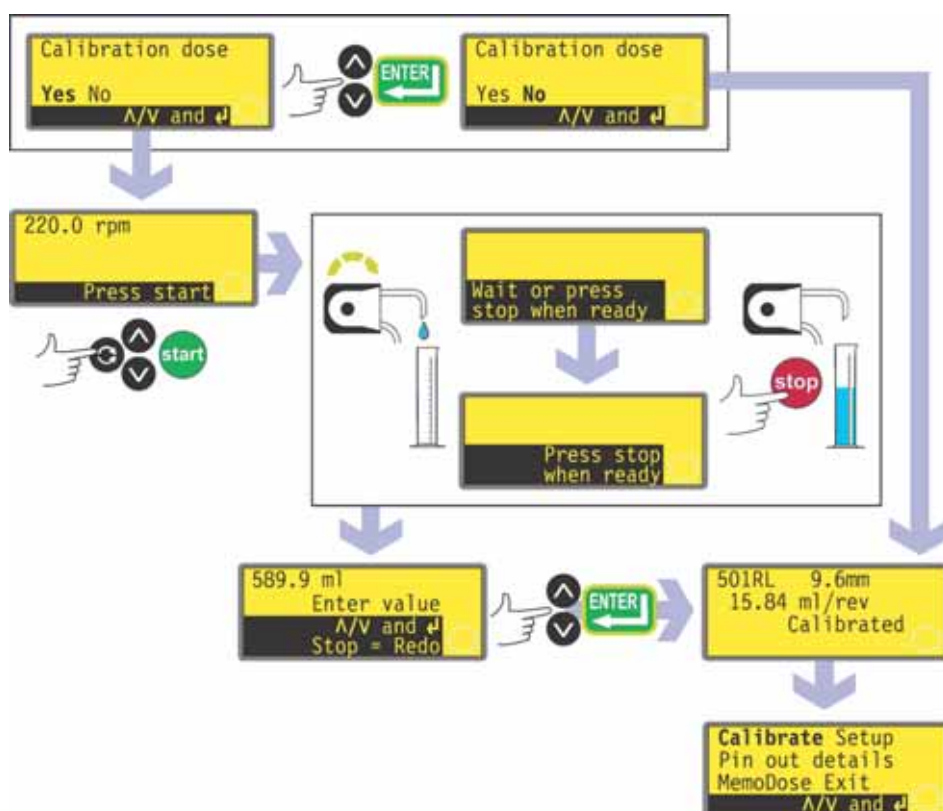 Calibration dose
Yes No
∧/∨ and ↵
ENTER
Calibration dose
Yes No
∧/∨ and ↵
220.0 rpm
Press start
start
Wait or press
stop when ready
Press stop
when ready
stop
589.9 ml
Enter value
∧/∨ and ↵
Stop = Redo
ENTER
501RL 9.6mm
15.84 ml/rev
Calibrated
Calibrate Setup
Pin out details
MemoDose Exit
∧/∨ and ↵